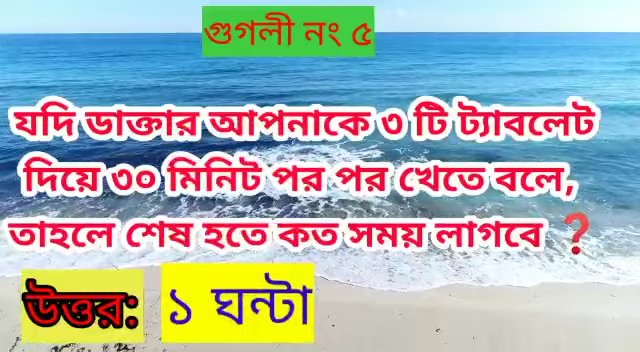 গুগলী নং ৫
যদি ডাক্তার আপনাকে ৩ টি ট্যাবলেট
দিয়ে ৩০ মিনিট পর পর খেতে বলে,
তাহলে শেষ হতে কত সময় লাগবে ❓
উত্তর: ১ ঘন্টা